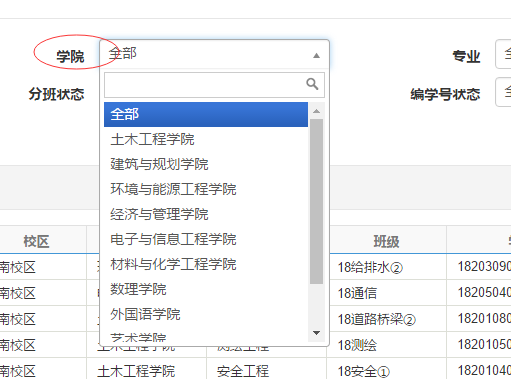 学院 全部 专业 全
分班状态 编学号状态 全
全部
土木工程学院
建筑与规划学院
环境与能源工程学院
经济与管理学院
电子与信息工程学院
材料与化学工程学院
数理学院
外国语学院
艺术学院
校区 班级
南校区 18给排水② 18203090
南校区 18通信 18205040
南校区 18道路桥梁② 18201080
南校区 土木工程学院 测绘工程 18测绘 18201050
南校区 土木工程学院 安全工程 18安全① 18201040